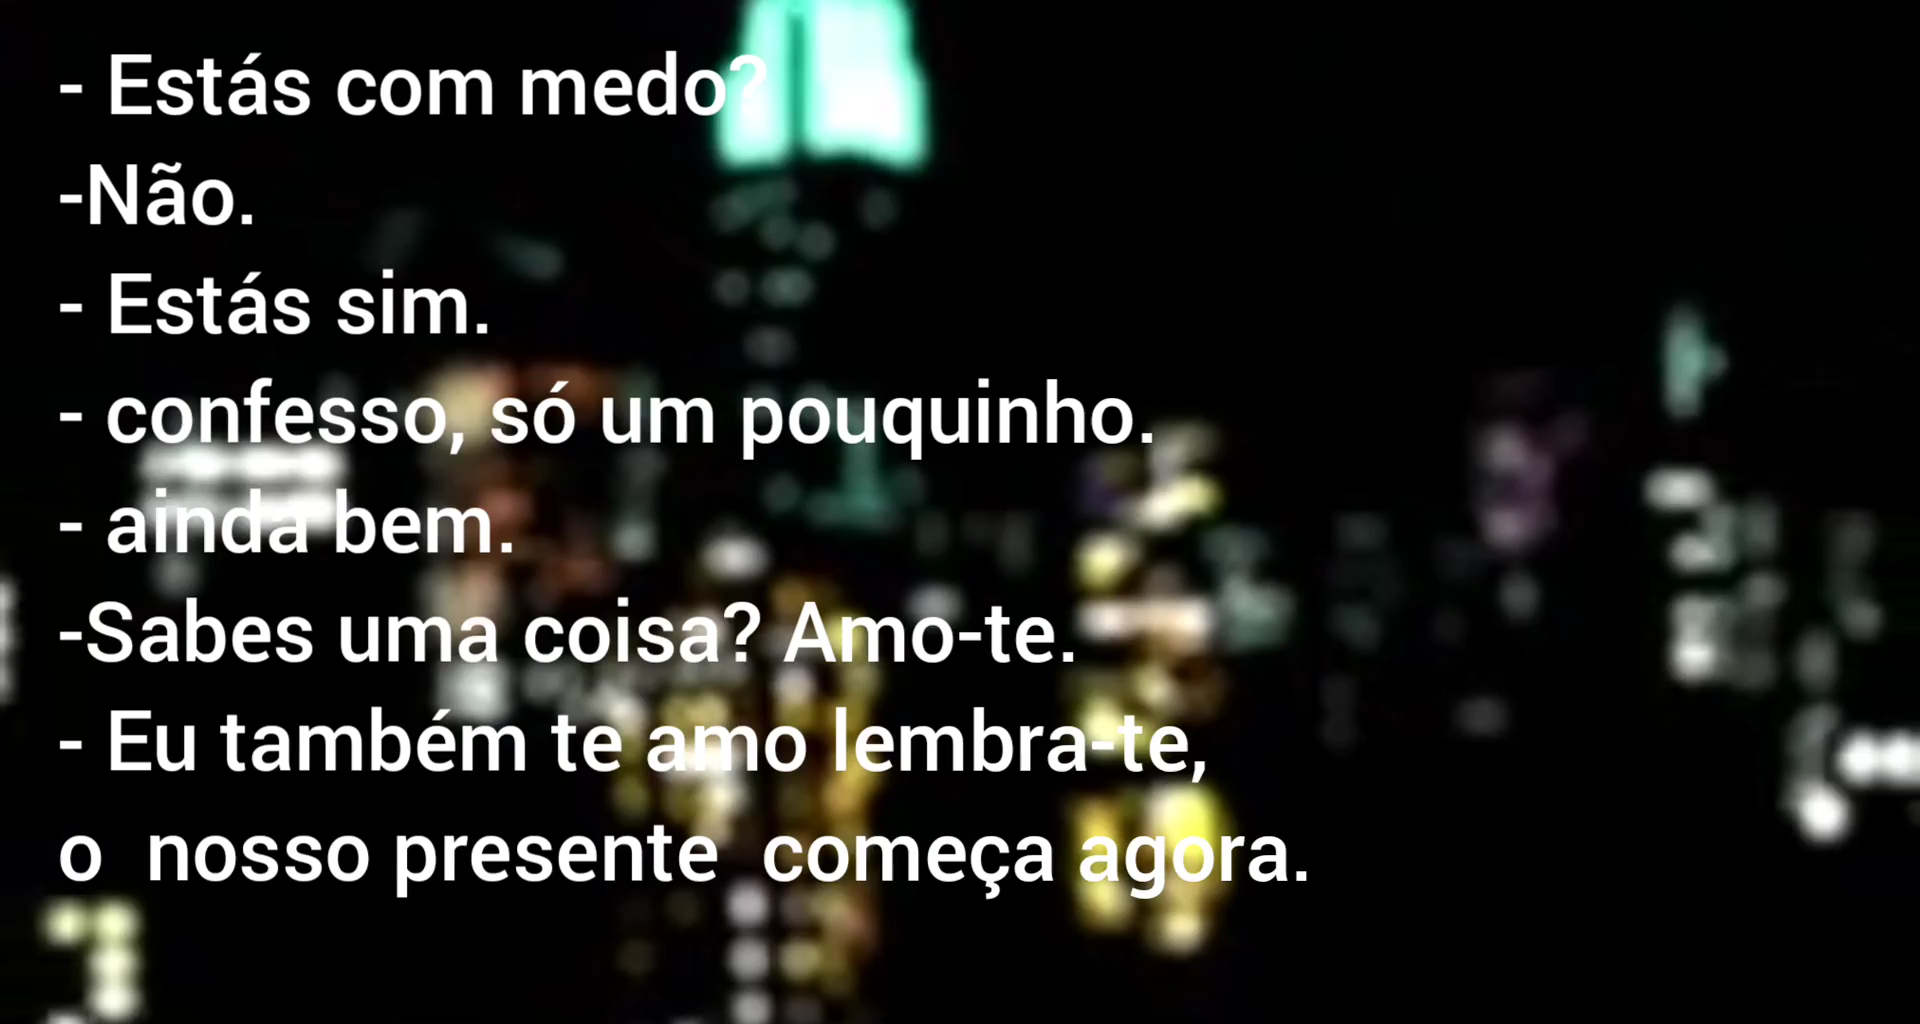 - Estás com medo?
-Não.
- Estás sim.
- confesso, só um pouquinho.
- ainda bem.
-Sabes uma coisa? Amo-te.
- Eu também te amo lembra-te,
o  nosso presente  começa agora.